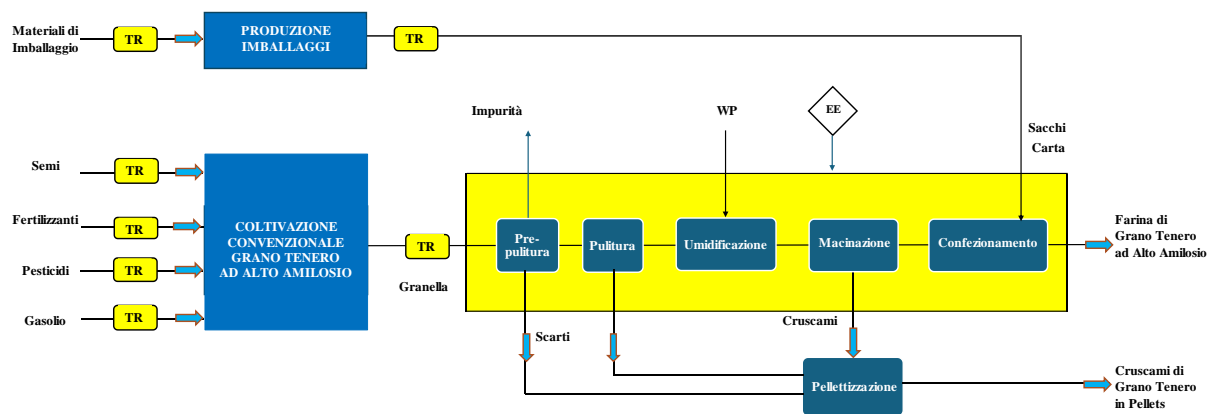 Materiali di
Imballaggio
TR
PRODUZIONE
IMBALLAGGI
TR
Impurità
WP
EE
Sacchi
Carta
Semi
TR
Fertilizzanti
TR
Pesticidi
TR
Gasolio
TR
COLTIVAZIONE
CONVENZIONALE
GRANO TENERO
AD ALTO AMILOSIO
TR
Granella
Pre-
pulitura
Pulitura
Umidificazione
Macinazione
Confezionamento
Farina di
Grano Tenero
ad Alto Amilosio
Scarti
Cruscami
Pellettizzazione
Cruscami di
Grano Tenero
in Pellets